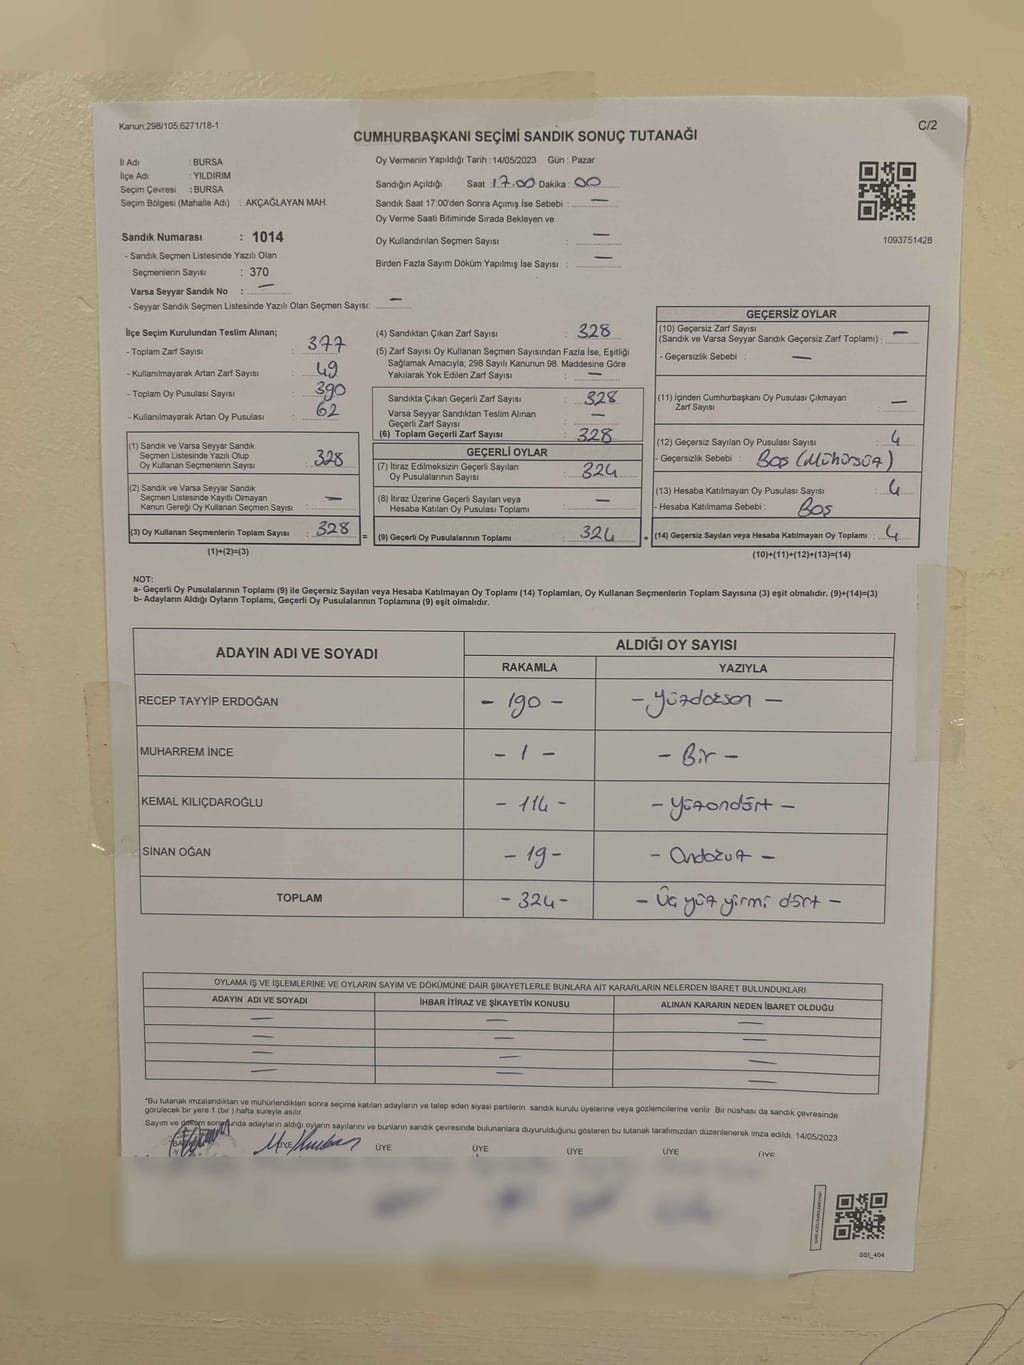 Kanun;298/105;6271/18-1
C/2
CUMHURBAŞKANI SEÇİMİ SANDIK SONUÇ TUTANAĞI
İl Adı : BURSA
İlçe Adı : YILDIRIM
Seçim Çevresi : BURSA
Seçim Bölgesi (Mahalle Adı) : AKÇAĞLAYAN MAH.
Sandık Numarası : 1014
- Sandık Seçmen Listesinde Yazılı Olan
Seçmenlerin Sayısı : 370
Varsa Seyyar Sandık No : —
- Seyyar Sandık Seçmen Listesinde Yazılı Olan Seçmen Sayısı: —
Oy Vermenin Yapıldığı Tarih : 14/05/2023 Gün : Pazar
Sandığın Açıldığı Saat : 17.00 Dakika : 00
Sandık Saat 17:00'den Sonra Açımış İse Sebebi : —
Oy Verme Saati Bitiminde Sırada Bekleyen ve
Oy Kullandırılan Seçmen Sayısı : —
Birden Fazla Sayım Döküm Yapılmış İse Sayısı : —
1093751428
İlçe Seçim Kurulundan Teslim Alınan;
- Toplam Zarf Sayısı : 377
- Kullanılmayarak Artan Zarf Sayısı : 49
- Toplam Oy Pusulası Sayısı : 390
- Kullanılmayarak Artan Oy Pusulası : 62
(1) Sandık ve Varsa Seyyar Sandık
Seçmen Listesinde Yazılı Olup
Oy Kullanan Seçmenlerin Sayısı : 328
(2) Sandık ve Varsa Seyyar Sandık
Seçmen Listesinde Kayıtlı Olmayan
Kanun Gereği Oy Kullanan Seçmen Sayısı : —
(3) Oy Kullanan Seçmenlerin Toplam Sayısı : 328 =
(1)+(2)=(3)
(4) Sandıktan Çıkan Zarf Sayısı : 328
(5) Zarf Sayısı Oy Kullanan Seçmen Sayısından Fazla İse, Eşitliği
Sağlamak Amacıyla; 298 Sayılı Kanunun 98. Maddesine Göre
Yakılarak Yok Edilen Zarf Sayısı : —
Sandıkta Çıkan Geçerli Zarf Sayısı : 328
Varsa Seyyar Sandıktan Teslim Alınan
Geçerli Zarf Sayısı : —
(6) Toplam Geçerli Zarf Sayısı : 328
GEÇERLİ OYLAR
(7) İtiraz Edilmeksizin Geçerli Sayılan
Oy Pusulalarının Sayısı : 324
(8) İtiraz Üzerine Geçerli Sayılan veya
Hesaba Katılan Oy Pusulası Toplamı : —
(9) Geçerli Oy Pusulalarının Toplamı : 324 +
GEÇERSİZ OYLAR
(10) Geçersiz Zarf Sayısı
(Sandık ve Varsa Seyyar Sandık Geçersiz Zarf Toplamı) : —
- Geçersizlik Sebebi : —
(11) İçinden Cumhurbaşkanı Oy Pusulası Çıkmayan
Zarf Sayısı : —
(12) Geçersiz Sayılan Oy Pusulası Sayısı : 4
- Geçersizlik Sebebi : Boş (Mühürsüz)
(13) Hesaba Katılmayan Oy Pusulası Sayısı : 4
- Hesaba Katılmama Sebebi : Boş
(14) Geçersiz Sayılan veya Hesaba Katılmayan Oy Toplamı : 4
(10)+(11)+(12)+(13)=(14)
NOT:
a- Geçerli Oy Pusulalarının Toplamı (9) ile Geçersiz Sayılan veya Hesaba Katılmayan Oy Toplamı (14) Toplamları, Oy Kullanan Seçmenlerin Toplam Sayısına (3) eşit olmalıdır. (9)+(14)=(3)
b- Adayların Aldığı Oyların Toplamı, Geçerli Oy Pusulalarının Toplamına (9) eşit olmalıdır.
ADAYIN ADI VE SOYADI
ALDIĞI OY SAYISI
RAKAMLA YAZIYLA
RECEP TAYYİP ERDOĞAN - 190 - - Yüzdoksan -
MUHARREM İNCE - 1 - - Bir -
KEMAL KILIÇDAROĞLU - 114 - - Yüzondört -
SİNAN OĞAN - 19 - - Ondokuz -
TOPLAM - 324 - - Üç yüz yirmi dört -
OYLAMA İŞ VE İŞLEMLERİNE VE OYLARIN SAYIM VE DÖKÜMÜNE DAİR ŞİKAYETLERLE BUNLARA AİT KARARLARIN NELERDEN İBARET BULUNDUKLARI
ADAYIN ADI VE SOYADI İHBAR İTİRAZ VE ŞİKAYETİN KONUSU ALINAN KARARIN NEDEN İBARET OLDUĞU
— — —
— — —
— — —
— — —
*Bu tutanak imzalandıktan ve mühürlendikten sonra seçime katılan adayların ve talep eden siyasi partilerin sandık kurulu üyelerine veya gözlemcilerine verilir. Bir nüshası da sandık çevresinde
görülecek bir yere 1 (bir ) hafta süreyle asılır.
Sayım ve döküm sonunda adayların aldığı oyların sayılarını ve bunların sandık çevresinde bulunanlara duyurulduğunu gösteren bu tutanak tarafımızdan düzenlenerek imza edildi. 14/05/2023
ÜYE ÜYE ÜYE ÜYE ÜYE ÜYE
SSI_404